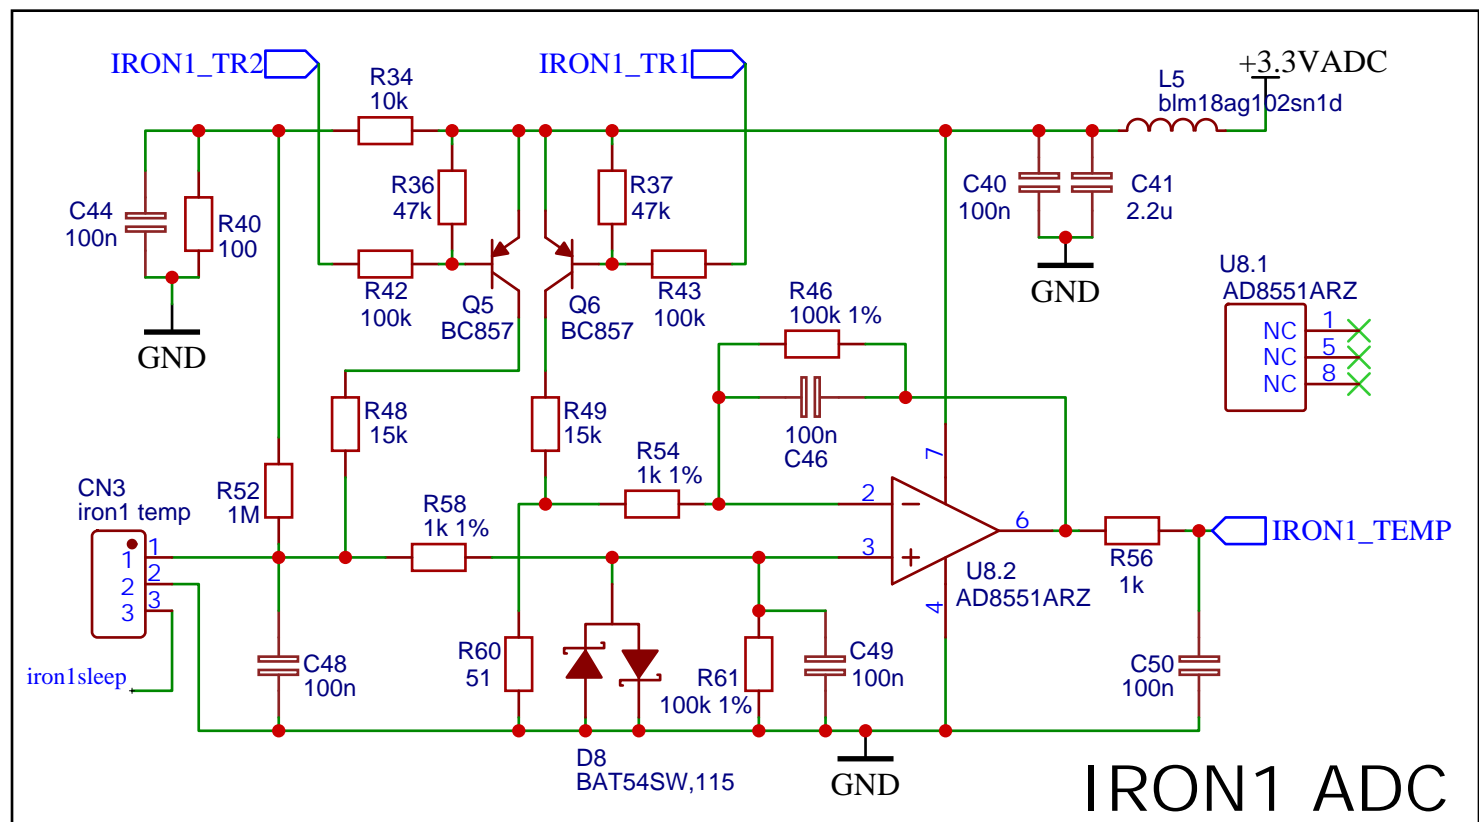 IRON1_TR2
IRON1_TR1
+3.3VADC
L5
blm18ag102sn1d
R34
10k
R36
47k
R37
47k
C40
100n
C41
2.2u
C44
100n
R40
100
GND
R42
100k
Q5
BC857
Q6
BC857
R43
100k
GND
U8.1
AD8551ARZ
NC 1
NC 5
NC 8
R46
100k 1%
100n
C46
R48
15k
R49
15k
R54
1k 1%
7
CN3
iron1 temp
R52
1M
R58
1k 1%
2
3
6
4
U8.2
AD8551ARZ
R56
1k
IRON1_TEMP
1 1
2 2
3 3
iron1sleep
C48
100n
R60
51
R61
100k 1%
C49
100n
C50
100n
D8
BAT54SW,115
GND
IRON1 ADC